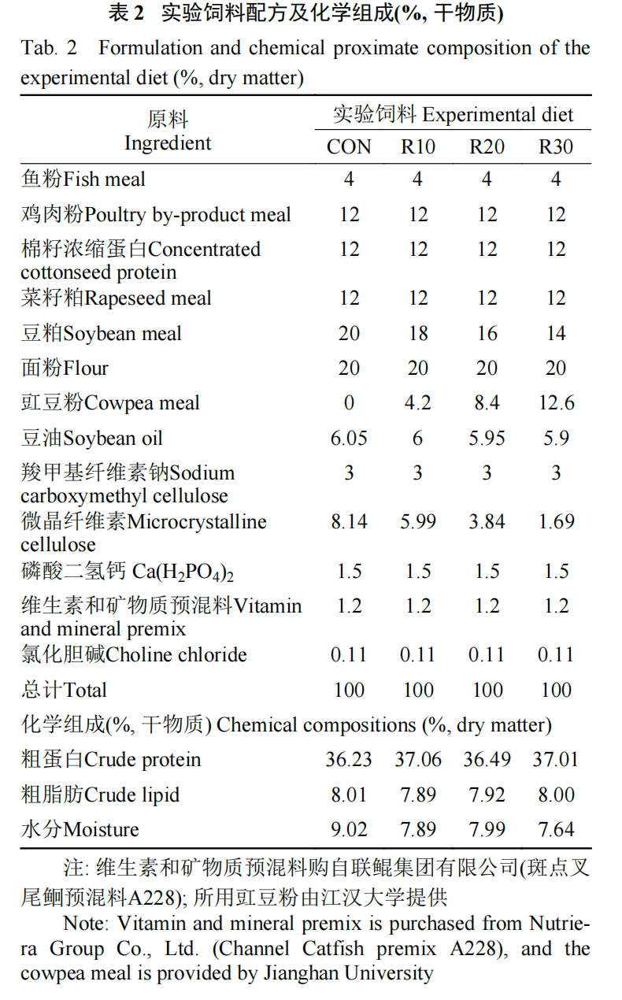 表 2 实验饲料配方及化学组成(%, 干物质)
Tab. 2 Formulation and chemical proximate composition of the
experimental diet (%, dry matter)
原料
Ingredient
实验饲料 Experimental diet
CON R10 R20 R30
鱼粉Fish meal 4 4 4 4
鸡肉粉Poultry by-product meal 12 12 12 12
棉籽浓缩蛋白Concentrated
cottonseed protein 12 12 12 12
菜籽粕Rapeseed meal 12 12 12 12
豆粕Soybean meal 20 18 16 14
面粉Flour 20 20 20 20
豇豆粉Cowpea meal 0 4.2 8.4 12.6
豆油Soybean oil 6.05 6 5.95 5.9
羧甲基纤维素钠Sodium
carboxymethyl cellulose 3 3 3 3
微晶纤维素Microcrystalline
cellulose 8.14 5.99 3.84 1.69
磷酸二氢钙 Ca(H₂PO₄)₂ 1.5 1.5 1.5 1.5
维生素和矿物质预混料Vitamin
and mineral premix 1.2 1.2 1.2 1.2
氯化胆碱Choline chloride 0.11 0.11 0.11 0.11
总计Total 100 100 100 100
化学组成(%, 干物质) Chemical compositions (%, dry matter)
粗蛋白Crude protein 36.23 37.06 36.49 37.01
粗脂肪Crude lipid 8.01 7.89 7.92 8.00
水分Moisture 9.02 7.89 7.99 7.64
注: 维生素和矿物质预混料购自联鲲集团有限公司(斑点叉
尾鮰预混料A228); 所用豇豆粉由江汉大学提供
Note: Vitamin and mineral premix is purchased from Nutrie-
ra Group Co., Ltd. (Channel Catfish premix A228), and the
cowpea meal is provided by Jianghan University